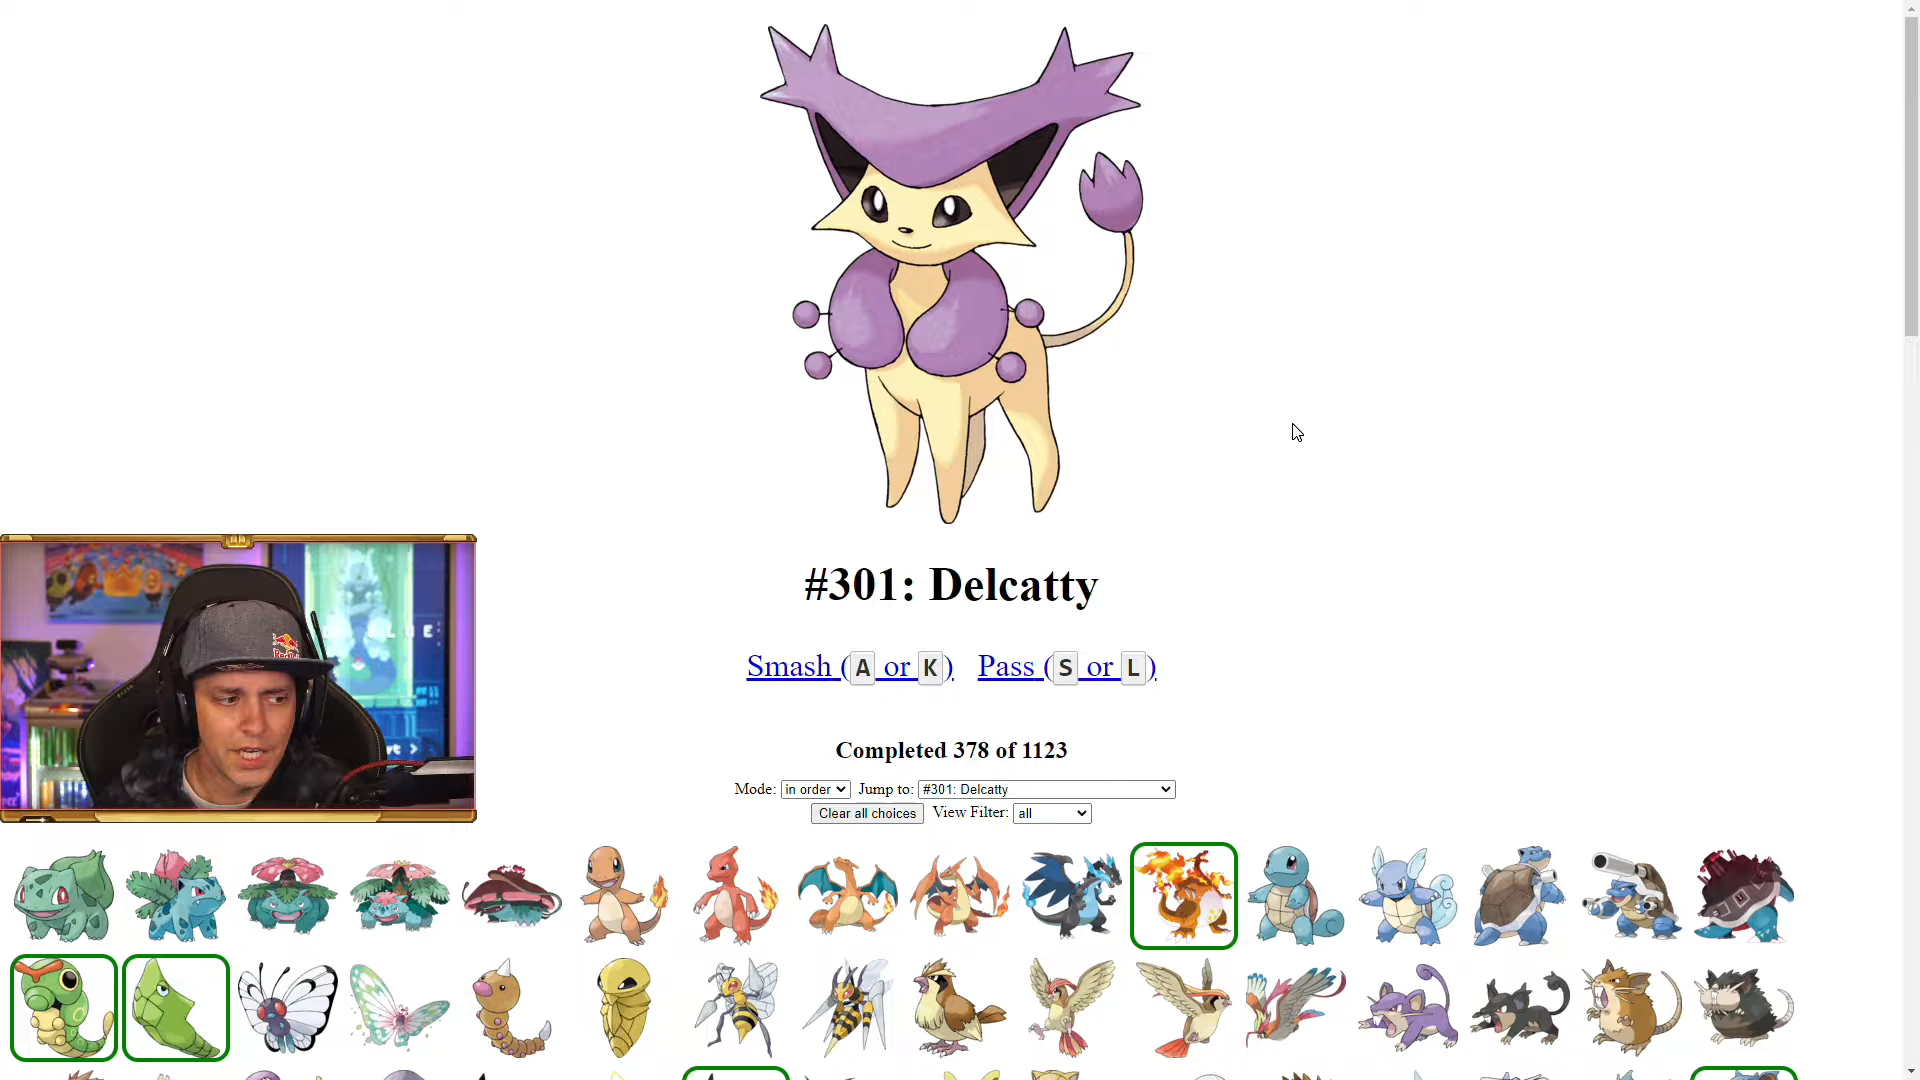 #301: Delcatty
Smash (A or K) Pass (S or L)
Completed 378 of 1123
Mode: in order Jump to: #301: Delcatty
Clear all choices View Filter: all